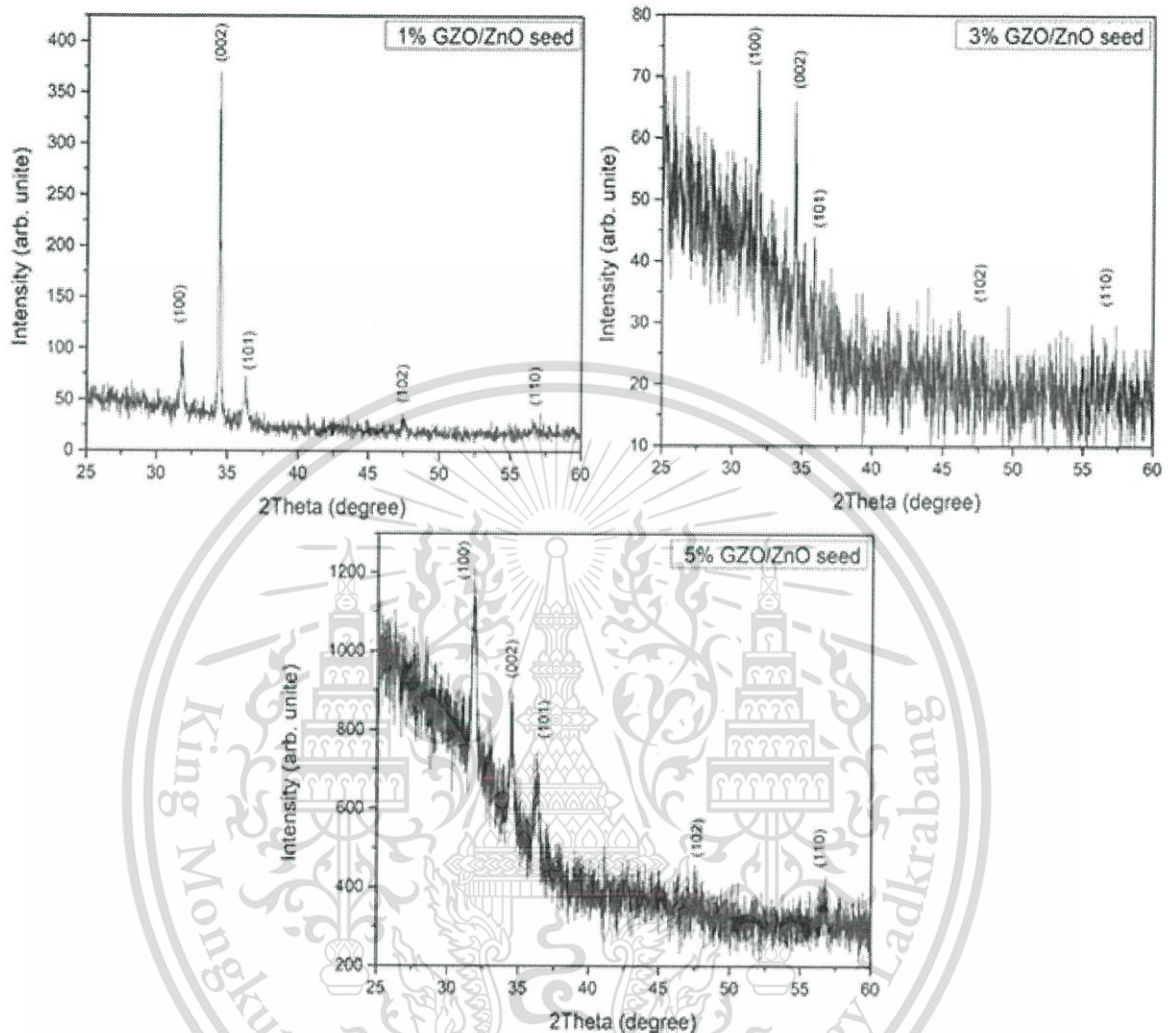 1% GZO/ZnO seed
(002)
(100)
(101)
(102)
(110)
Intensity (arb. unite)
400
350
300
250
200
150
100
50
0
25 30 35 40 45 50 55 60
2Theta (degree)
3% GZO/ZnO seed
(100)
(002)
(101)
(102)
(110)
Intensity (arb. unite)
80
70
60
50
40
30
20
10
25 30 35 40 45 50 55 60
2Theta (degree)
5% GZO/ZnO seed
(100)
(002)
(101)
(102)
(110)
Intensity (arb. unite)
1200
1000
800
600
400
200
25 30 35 40 45 50 55 60
2Theta (degree)
King Mongku
Ladkrabang